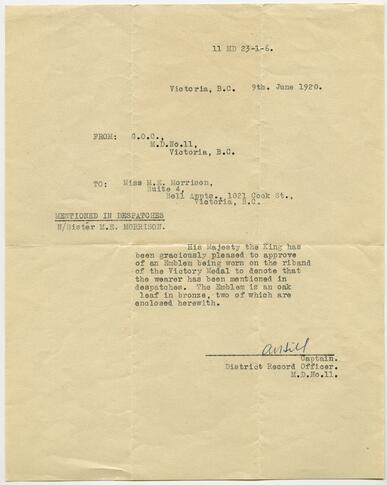 11 MD 23-1-6.
Victoria, B.C. 9th. June 1920.
FROM: G.O.C.,
M.D.No.11,
Victoria, B.C.
TO: Miss M.E. Morrison,
Suite 4,
Bell Appts., 1021 Cook St.,
Victoria, B.C.
MENTIONED IN DESPATCHES
N/Sister M.E. MORRISON.
His Majesty the King has
been graciously pleased to approve
of an Emblem being worn on the riband
of the Victory Medal to denote that
the wearer has been mentioned in
despatches. The Emblem is an oak
leaf in bronze, two of which are
enclosed herewith.
Captain.
District Record Officer.
M.D.No.11.